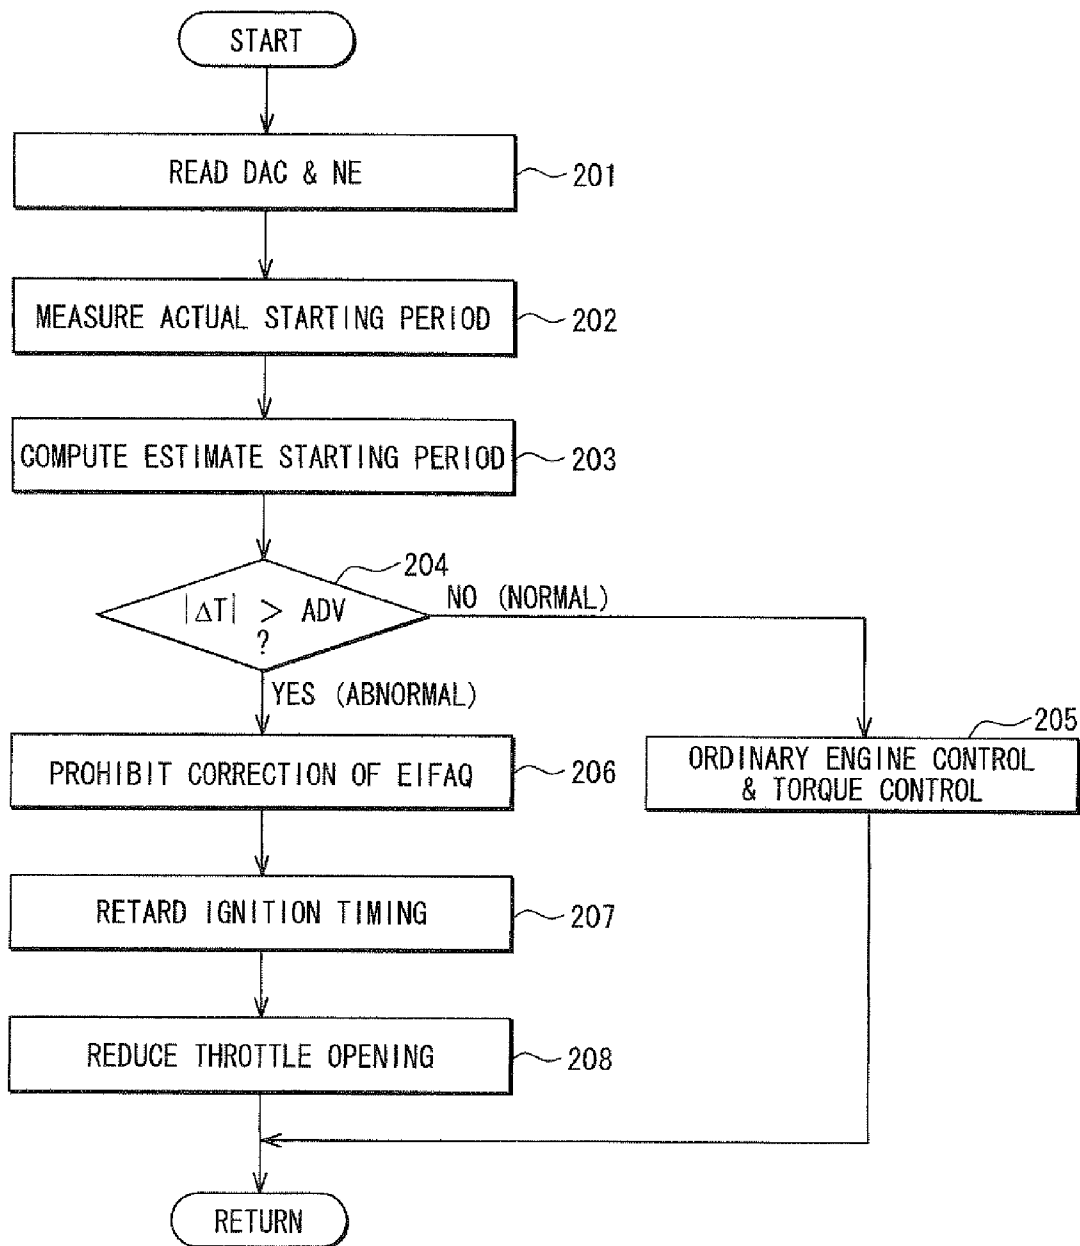 START
READ DAC & NE
201
MEASURE ACTUAL STARTING PERIOD
202
COMPUTE ESTIMATE STARTING PERIOD
203
204
|ΔT| > ADV
?
NO (NORMAL)
YES (ABNORMAL)
205
ORDINARY ENGINE CONTROL
& TORQUE CONTROL
PROHIBIT CORRECTION OF EIFAQ
206
RETARD IGNITION TIMING
207
REDUCE THROTTLE OPENING
208
RETURN